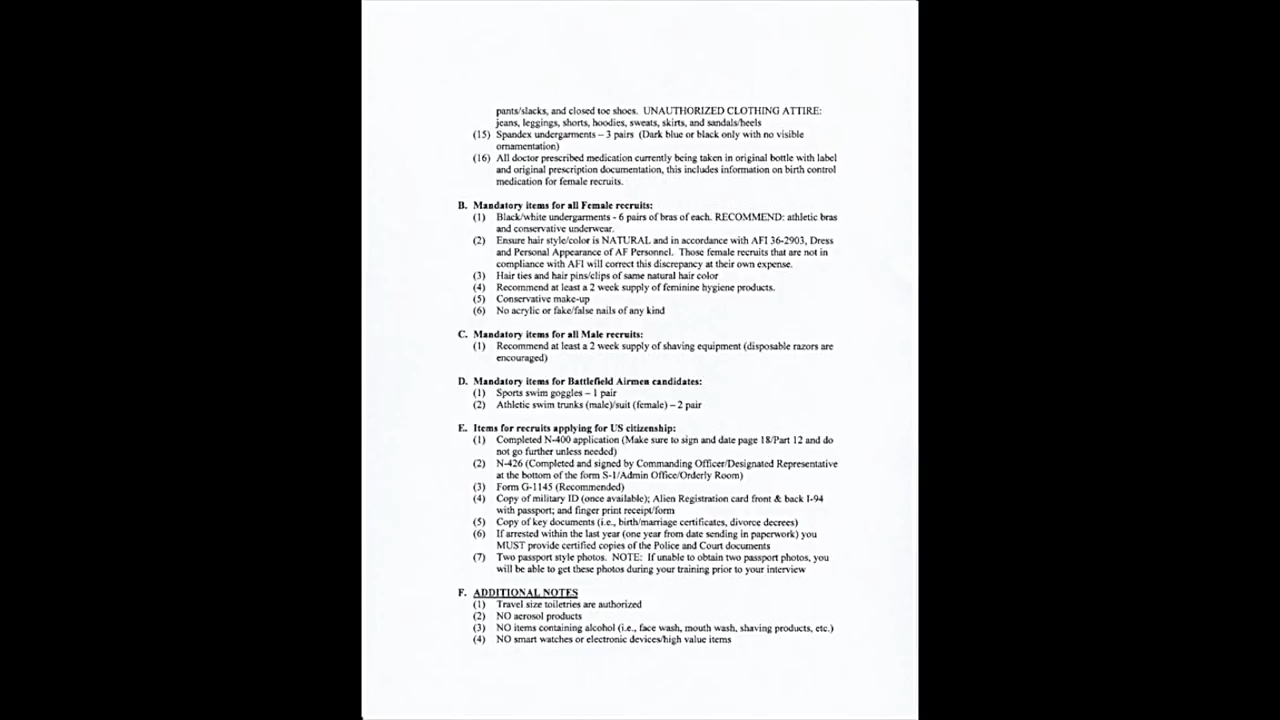 pants/slacks, and closed toe shoes. UNAUTHORIZED CLOTHING ATTIRE:
jeans, leggings, shorts, hoodies, sweats, skirts, and sandals/heels
(15) Spandex undergarments – 3 pairs (Dark blue or black only with no visible
ornamentation)
(16) All doctor prescribed medication currently being taken in original bottle with label
and original prescription documentation, this includes information on birth control
medication for female recruits.
B. Mandatory items for all Female recruits:
(1) Black/white undergarments - 6 pairs of bras of each. RECOMMEND: athletic bras
and conservative underwear.
(2) Ensure hair style/color is NATURAL and in accordance with AFI 36-2903, Dress
and Personal Appearance of AF Personnel. Those female recruits that are not in
compliance with AFI will correct this discrepancy at their own expense.
(3) Hair ties and hair pins/clips of same natural hair color
(4) Recommend at least a 2 week supply of feminine hygiene products.
(5) Conservative make-up
(6) No acrylic or fake/false nails of any kind
C. Mandatory items for all Male recruits:
(1) Recommend at least a 2 week supply of shaving equipment (disposable razors are
encouraged)
D. Mandatory items for Battlefield Airmen candidates:
(1) Sports swim goggles – 1 pair
(2) Athletic swim trunks (male)/suit (female) – 2 pair
E. Items for recruits applying for US citizenship:
(1) Completed N-400 application (Make sure to sign and date page 18/Part 12 and do
not go further unless needed)
(2) N-426 (Completed and signed by Commanding Officer/Designated Representative
at the bottom of the form S-1/Admin Office/Orderly Room)
(3) Form G-1145 (Recommended)
(4) Copy of military ID (once available); Alien Registration card front & back I-94
with passport; and finger print receipt/form
(5) Copy of key documents (i.e., birth/marriage certificates, divorce decrees)
(6) If arrested within the last year (one year from date sending in paperwork) you
MUST provide certified copies of the Police and Court documents
(7) Two passport style photos. NOTE: If unable to obtain two passport photos, you
will be able to get these photos during your training prior to your interview
F. ADDITIONAL NOTES
(1) Travel size toiletries are authorized
(2) NO aerosol products
(3) NO items containing alcohol (i.e., face wash, mouth wash, shaving products, etc.)
(4) NO smart watches or electronic devices/high value items